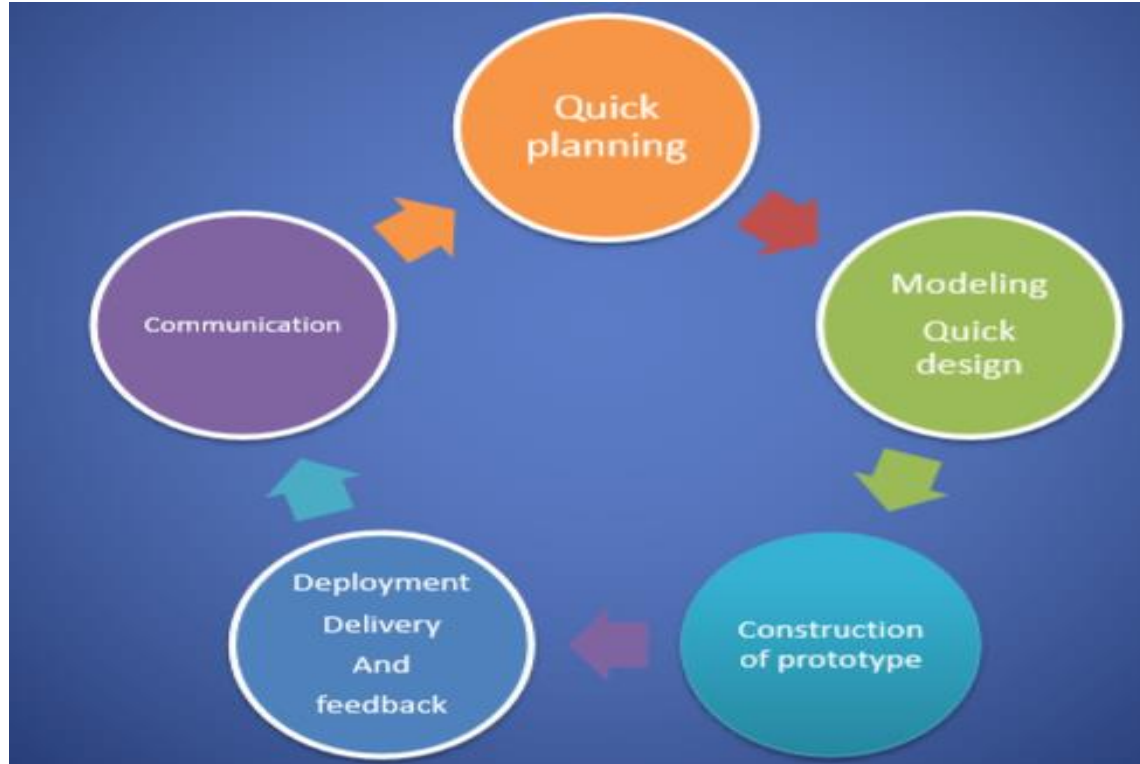 Quick
planning
Modeling
Quick
design
Construction
of prototype
Deployment
Delivery
And
feedback
Communication